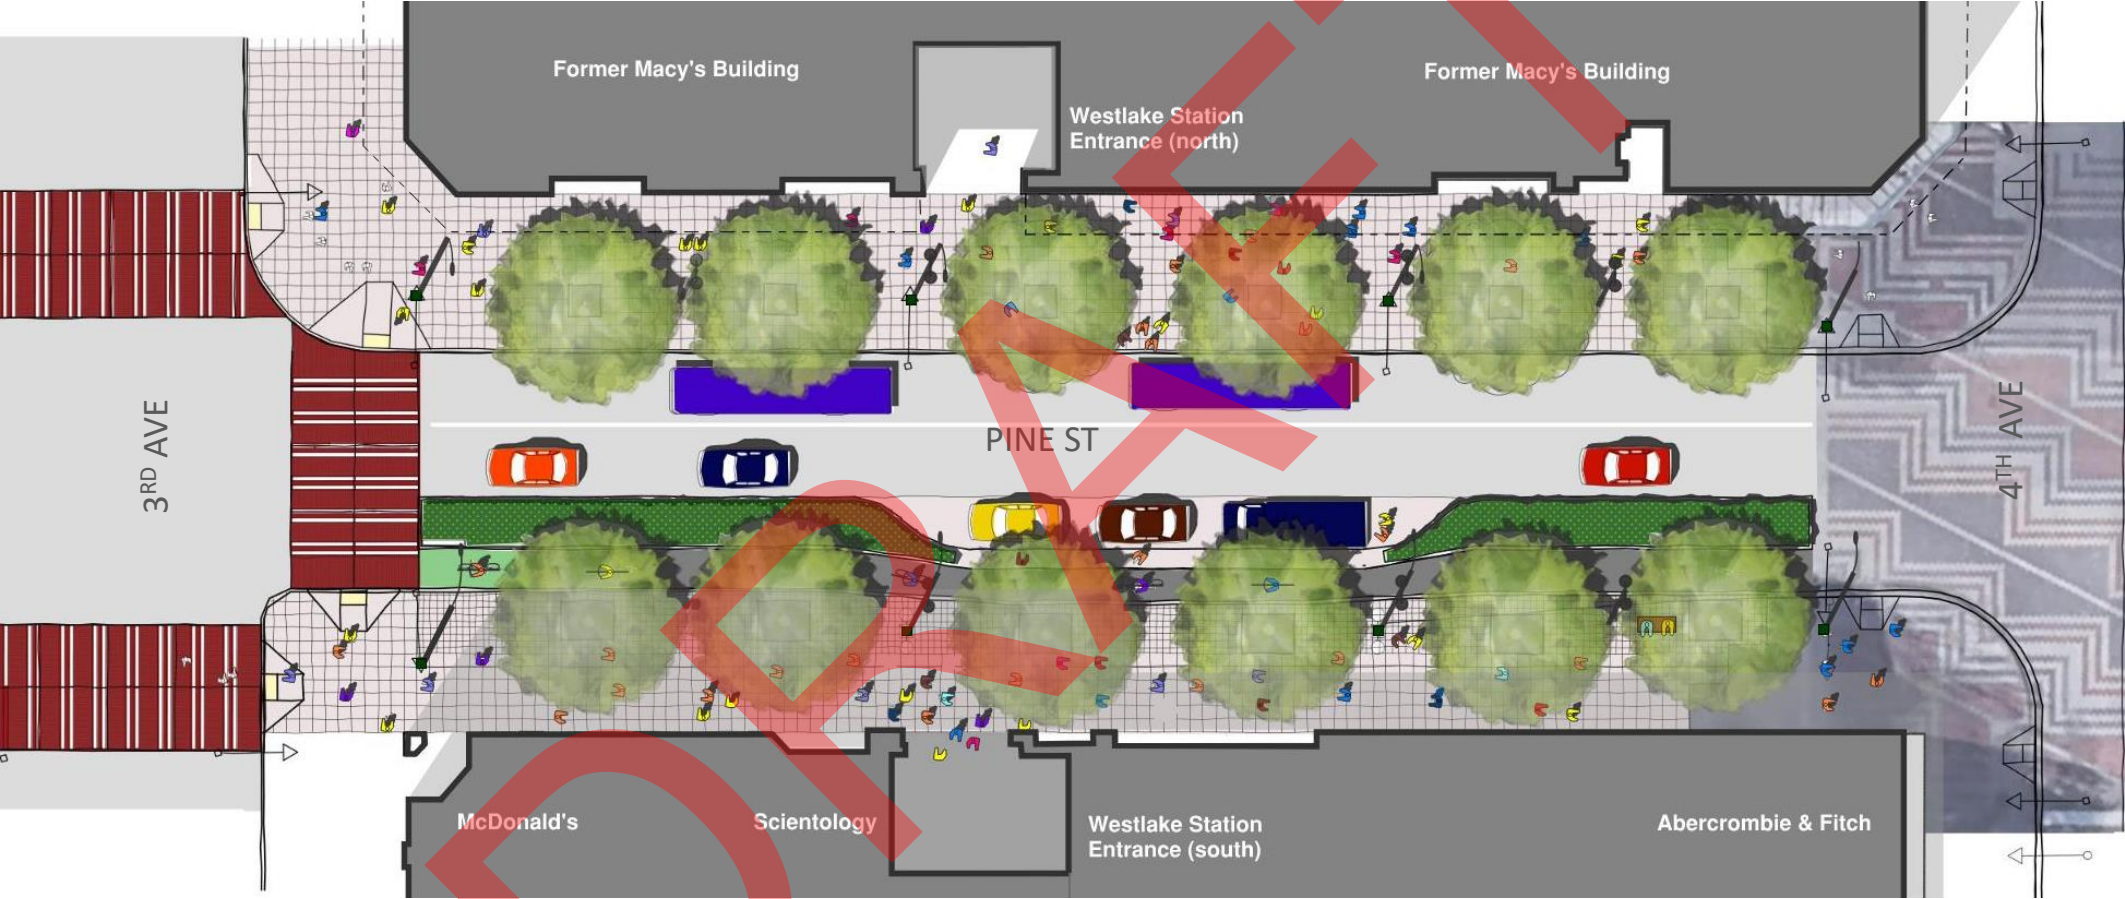 Former Macy's Building
Former Macy's Building
Westlake Station
Entrance (north)
3RD AVE
PINE ST
4TH AVE
McDonald's
Scientology
Westlake Station
Entrance (south)
Abercrombie & Fitch
DRAFT